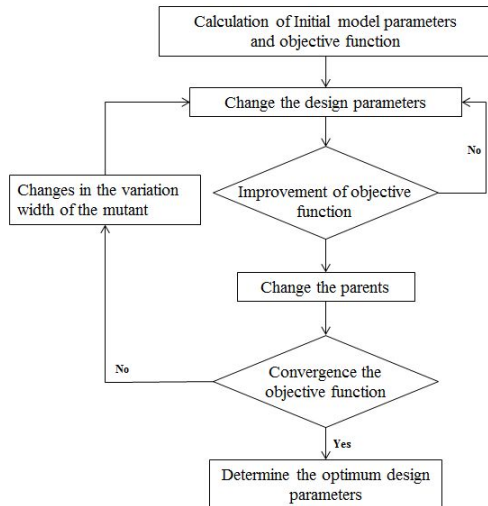 Calculation of Initial model parameters
and objective function
Change the design parameters
No
Changes in the variation
width of the mutant
Improvement of objective
function
Change the parents
No
Convergence the
objective function
Yes
Determine the optimum design
parameters